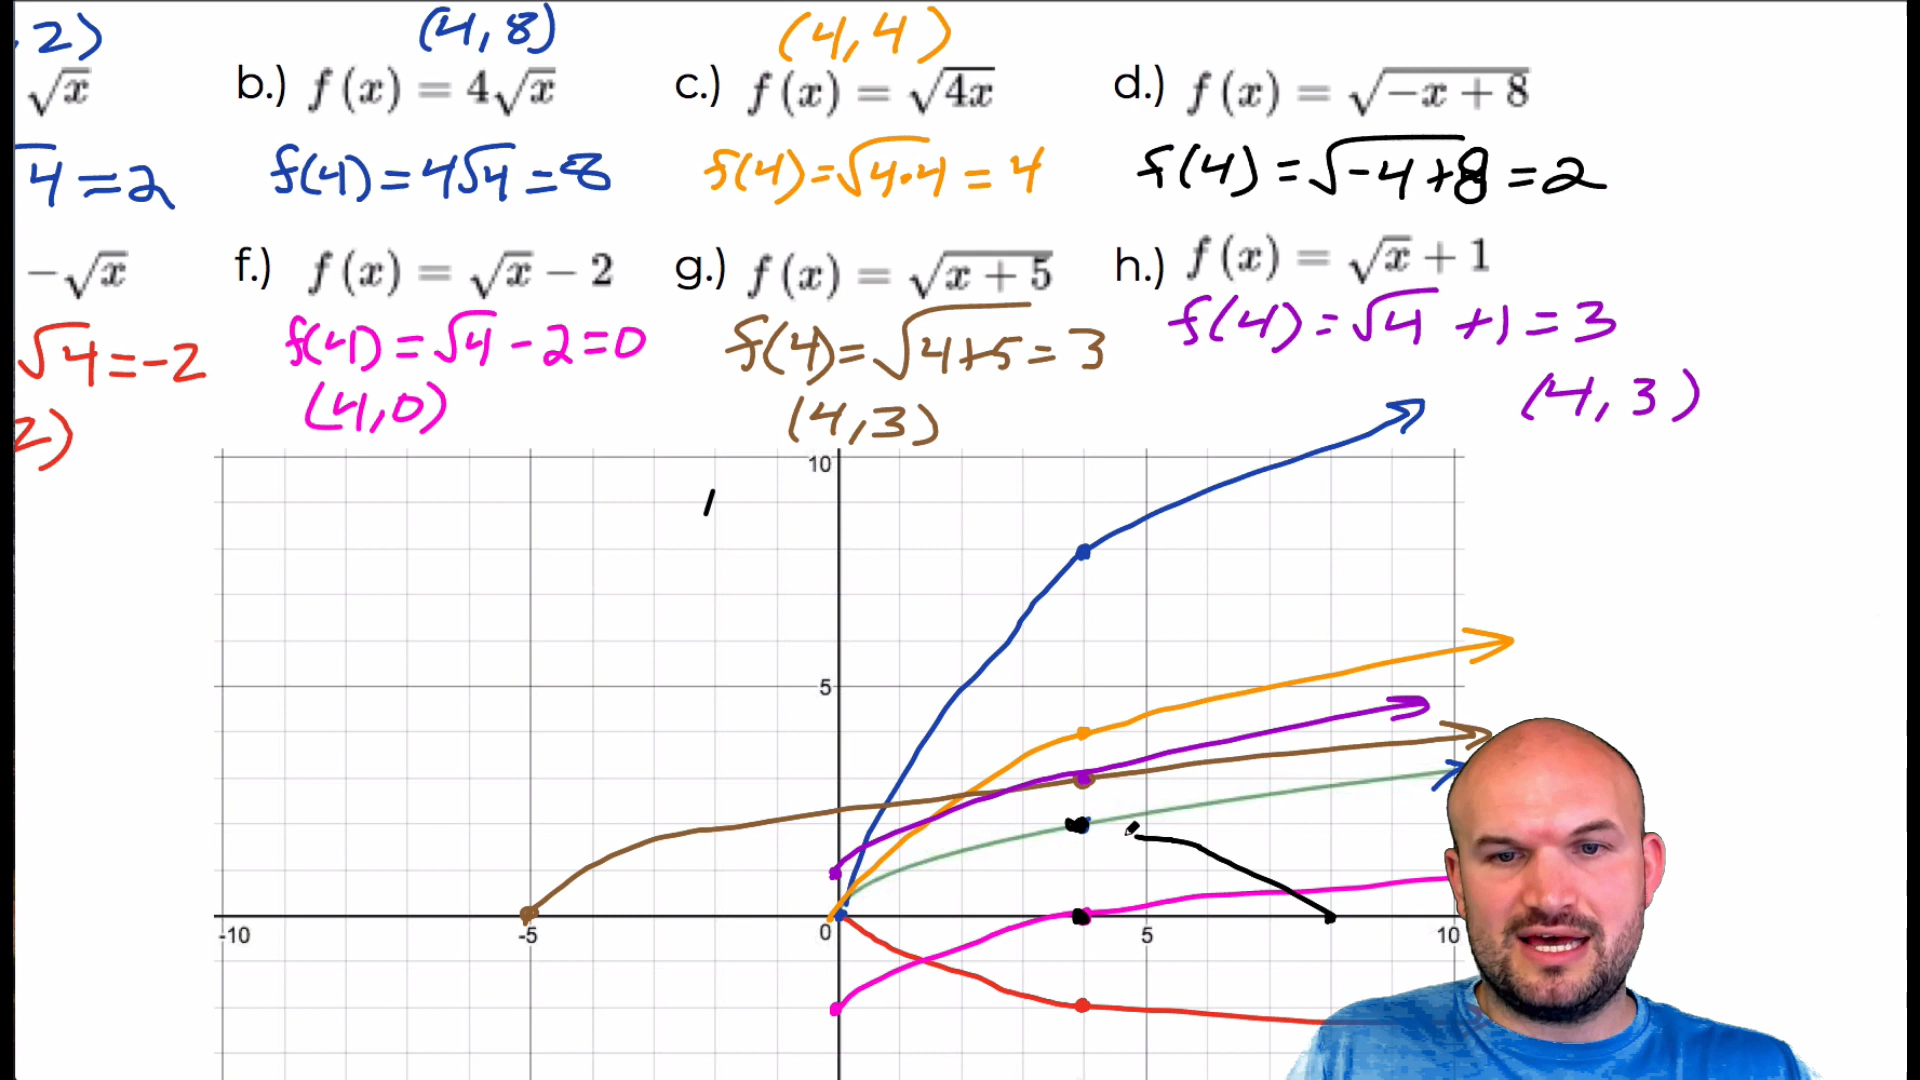 , 2) (4,8) (4,4)
√x b.) f(x) = 4√x c.) f(x) = √4x d.) f(x) = √-x + 8
√4 = 2 f(4) = 4√4 = 8 f(4) = √4·4 = 4 f(4) = √-4+8 = 2
-√x f.) f(x) = √x - 2 g.) f(x) = √x + 5 h.) f(x) = √x + 1
√4 = -2 f(4) = √4 - 2 = 0 f(4) = √4+5 = 3 f(4) = √4 + 1 = 3
2) (4,0) (4,3) (4,3)
10
5
-10 -5 0 5 10